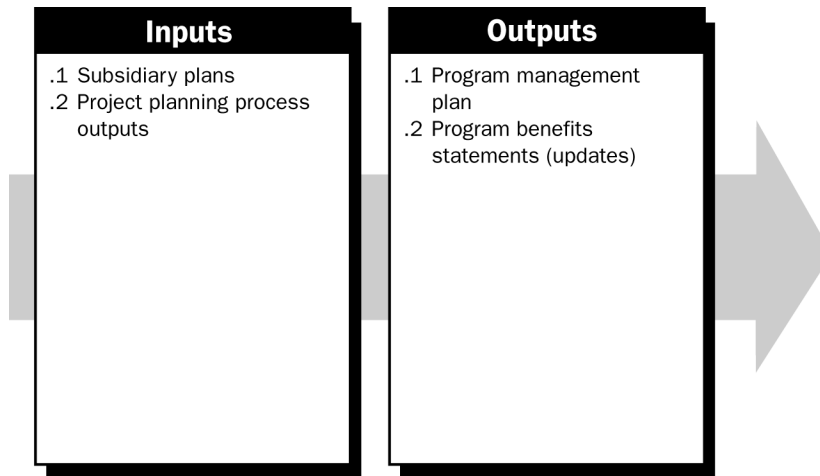 Inputs
.1 Subsidiary plans
.2 Project planning process
outputs
Outputs
.1 Program management
plan
.2 Program benefits
statements (updates)